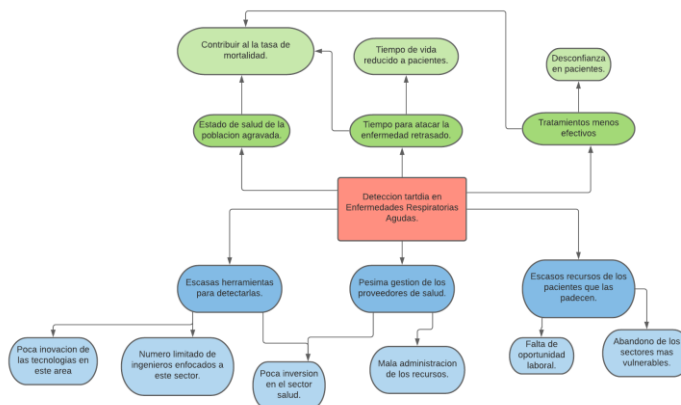 Contribuir al la tasa de
mortalidad.
Tiempo de vida
reducido a pacientes.
Desconfianza
en pacientes.
Estado de salud de la
poblacion agravada.
Tiempo para atacar la
enfermedad retrasado.
Tratamientos menos
efectivos
Deteccion tartdia en
Enfermedades Respiratorias
Agudas.
Escasas herramientas
para detectarlas.
Pesima gestion de los
proveedores de salud.
Escasos recursos de los
pacientes que las
padecen.
Poca inovacion de
las tecnologias en
este area
Numero limitado de
ingenieros enfocados a
este sector.
Poca inversion
en el sector
salud.
Mala administracion
de los recursos.
Falta de
oportunidad
laboral.
Abandono de los
sectores mas
vulnerables.